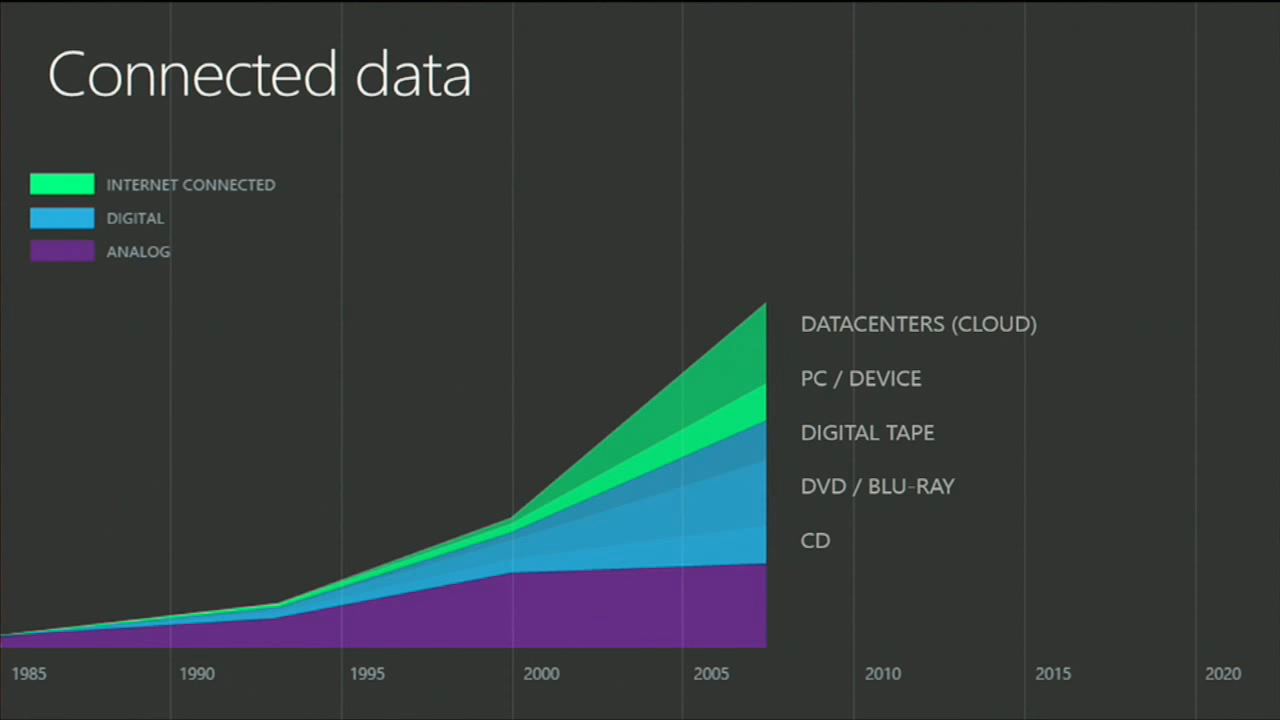 Connected data
INTERNET CONNECTED
DIGITAL
ANALOG
DATACENTERS (CLOUD)
PC / DEVICE
DIGITAL TAPE
DVD / BLU-RAY
CD
1985 1990 1995 2000 2005 2010 2015 2020